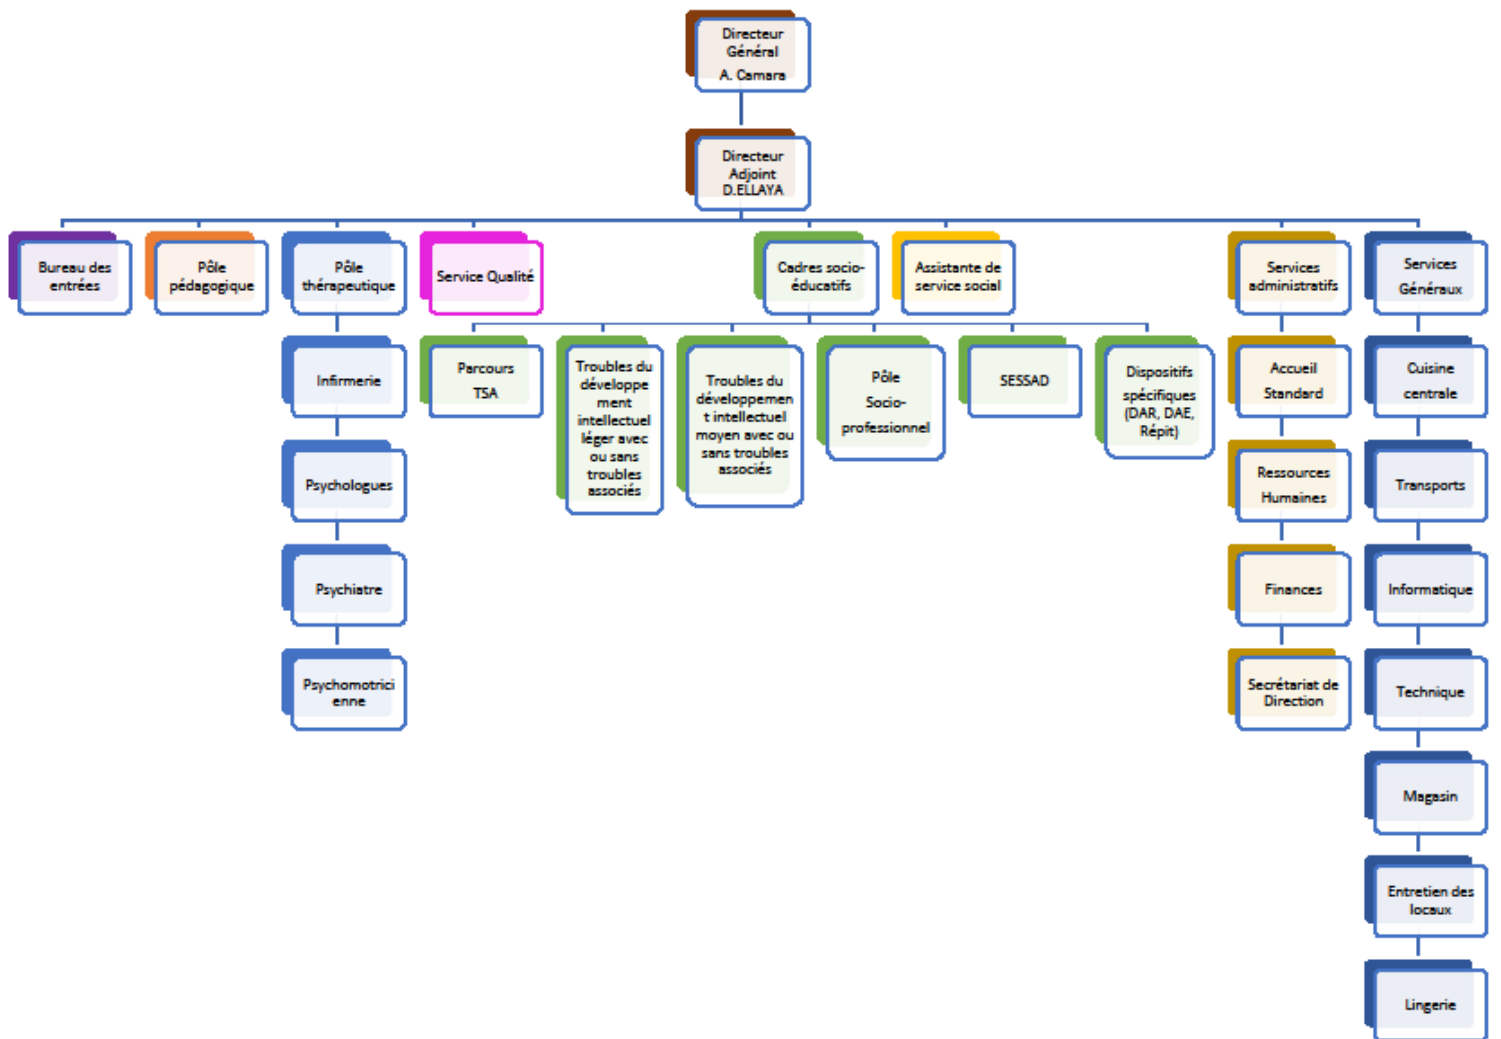 Directeur
Général
A. Camara
Directeur
Adjoint
D.ELLAYA
Bureau des
entrées
Pôle
pédagogique
Pôle
thérapeutique
Service Qualité
Cadres socio-
éducatifs
Assistante de
service social
Services
administratifs
Services
Généraux
Infirmerie
Psychologues
Psychiatre
Psychomotrici
enne
Parcours
TSA
Troubles du
développe
ment
intellectuel
léger avec
ou sans
troubles
associés
Troubles du
développemen
t intellectuel
moyen avec ou
sans troubles
associés
Pôle
Socio-
professionnel
SESSAD
Dispositifs
spécifiques
(DAR, DAE,
Répit)
Accueil
Standard
Ressources
Humaines
Finances
Secrétariat de
Direction
Cuisine
centrale
Transports
Informatique
Technique
Magasin
Entretien des
locaux
Lingerie